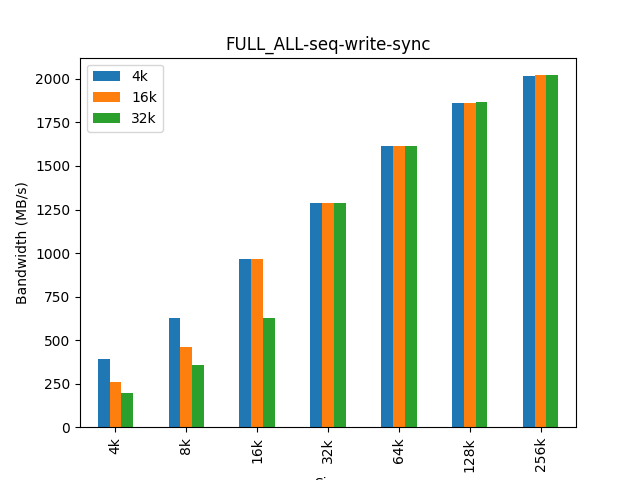 FULL_ALL-seq-write-sync
2000
1750
1500
1250
1000
750
500
250
0
Bandwidth (MB/s)
4k
16k
32k
4k
8k
16k
32k
64k
128k
256k